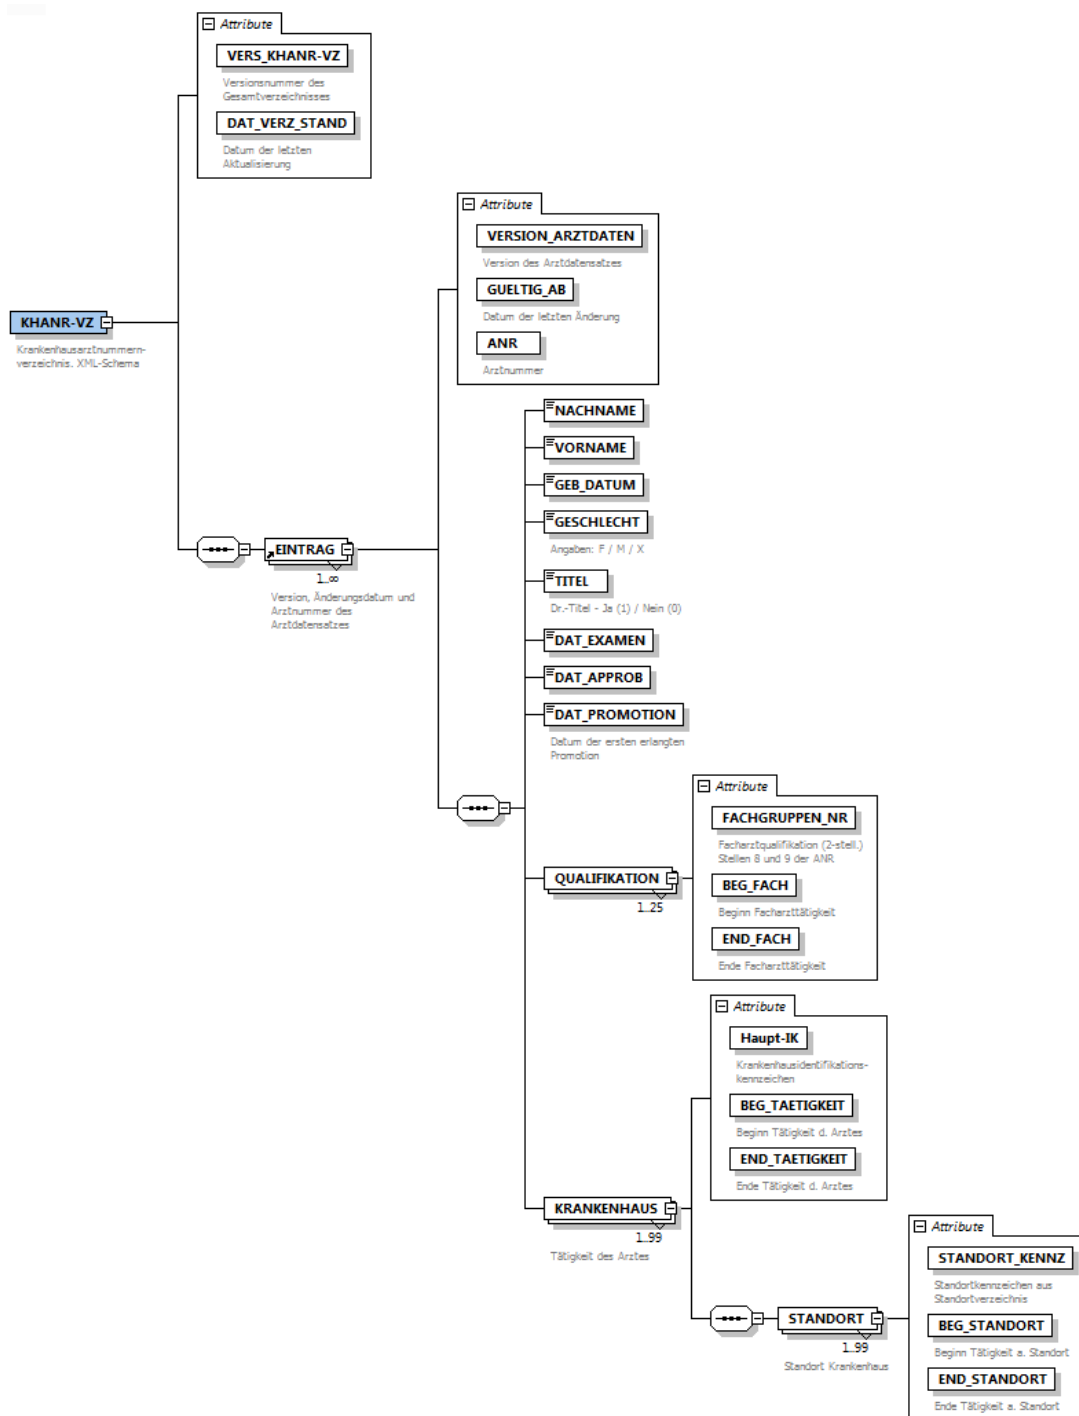 Attribute
VERS_KHANR-VZ
Versionsnummer des
Gesamtverzeichnisses
DAT_VERZ_STAND
Datum der letzten
Aktualisierung
Attribute
VERSION_ARZTDATEN
Version des Arztdatensatzes
GUELTIG_AB
Datum der letzten Änderung
ANR
Arztnummer
KHANR-VZ
Krankenhausarztnummern-
verzeichnis. XML-Schema
NACHNAME
VORNAME
GEB_DATUM
GESCHLECHT
Angaben: F / M / X
EINTRAG
1..∞
Version, Änderungsdatum und
Arztnummer des
Arztdatensatzes
TITEL
Dr.-Titel - Ja (1) / Nein (0)
DAT_EXAMEN
DAT_APPROB
DAT_PROMOTION
Datum der ersten erlangten
Promotion
Attribute
FACHGRUPPEN_NR
Facharztqualifikation (2-stell.)
Stellen 8 und 9 der ANR
QUALIFIKATION
1..25
BEG_FACH
Beginn Facharzttätigkeit
END_FACH
Ende Facharzttätigkeit
Attribute
Haupt-IK
Krankenhausidentifikations-
kennzeichen
BEG_TAETIGKEIT
Beginn Tätigkeit d. Arztes
END_TAETIGKEIT
Ende Tätigkeit d. Arztes
KRANKENHAUS
1..99
Tätigkeit des Arztes
Attribute
STANDORT_KENNZ
Standortkennzeichen aus
Standortverzeichnis
STANDORT
1..99
Standort Krankenhaus
BEG_STANDORT
Beginn Tätigkeit a. Standort
END_STANDORT
Ende Tätigkeit a. Standort